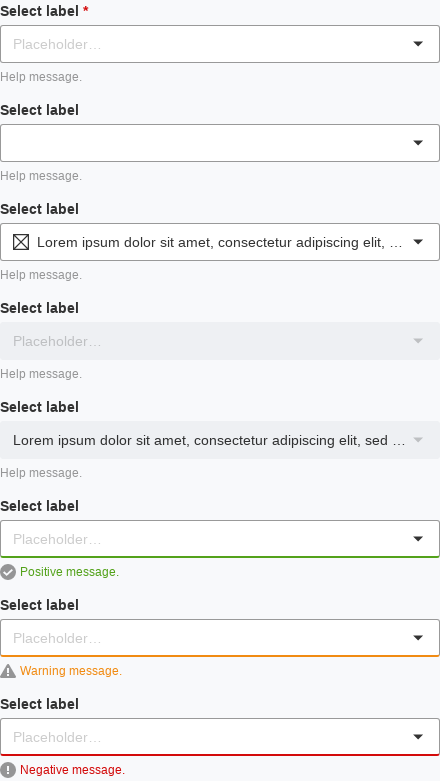 Select label *
Placeholder…
Help message.
Select label
Help message.
Select label
Lorem ipsum dolor sit amet, consectetur adipiscing elit, …
Help message.
Select label
Placeholder…
Help message.
Select label
Lorem ipsum dolor sit amet, consectetur adipiscing elit, sed …
Help message.
Select label
Placeholder…
Positive message.
Select label
Placeholder…
Warning message.
Select label
Placeholder…
Negative message.